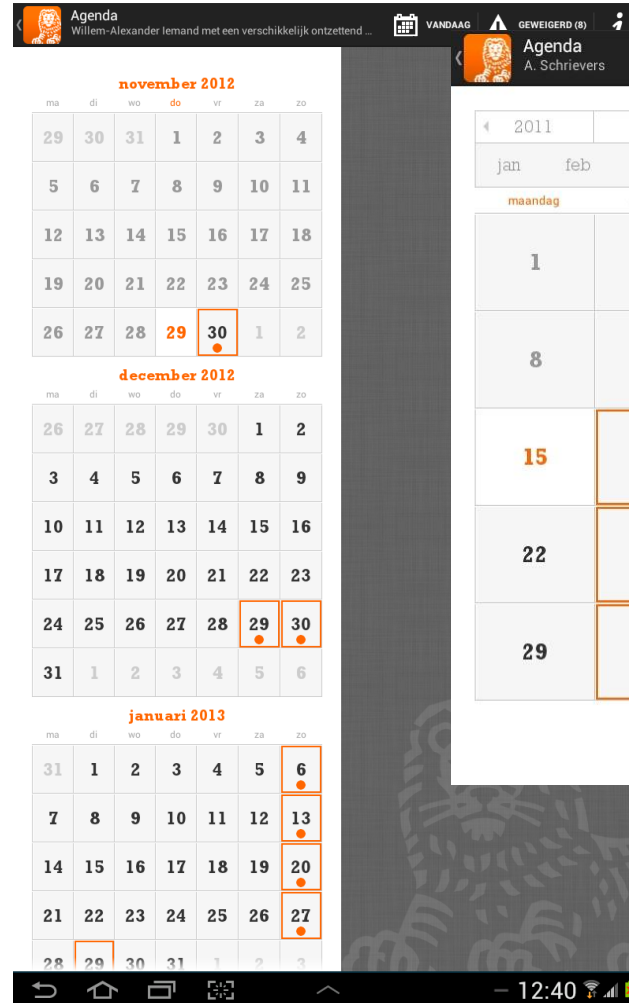 Agenda
Willem-Alexander Iemand met een verschikkelijk ontzettend ...
VANDAAG
GEWEIGERD (8)
november 2012
ma di wo do vr za zo
29 30 31 1 2 3 4
5 6 7 8 9 10 11
12 13 14 15 16 17 18
19 20 21 22 23 24 25
26 27 28 29 30 1 2
december 2012
ma di wo do vr za zo
26 27 28 29 30 1 2
3 4 5 6 7 8 9
10 11 12 13 14 15 16
17 18 19 20 21 22 23
24 25 26 27 28 29 30
31 1 2 3 4 5 6
januari 2013
ma di wo do vr za zo
31 1 2 3 4 5 6
7 8 9 10 11 12 13
14 15 16 17 18 19 20
21 22 23 24 25 26 27
28 29 30 31 1 2 3
Agenda
A. Schrievers
2011
jan feb
maandag
1
8
15
22
29
12:40